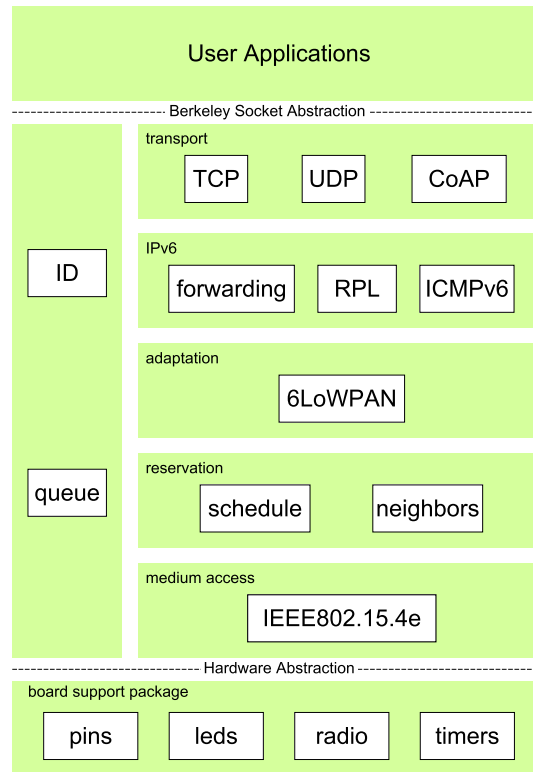 User Applications
Berkeley Socket Abstraction
transport
TCP UDP CoAP
IPv6
ID
forwarding RPL ICMPv6
adaptation
6LoWPAN
reservation
queue
schedule neighbors
medium access
IEEE802.15.4e
Hardware Abstraction
board support package
pins leds radio timers